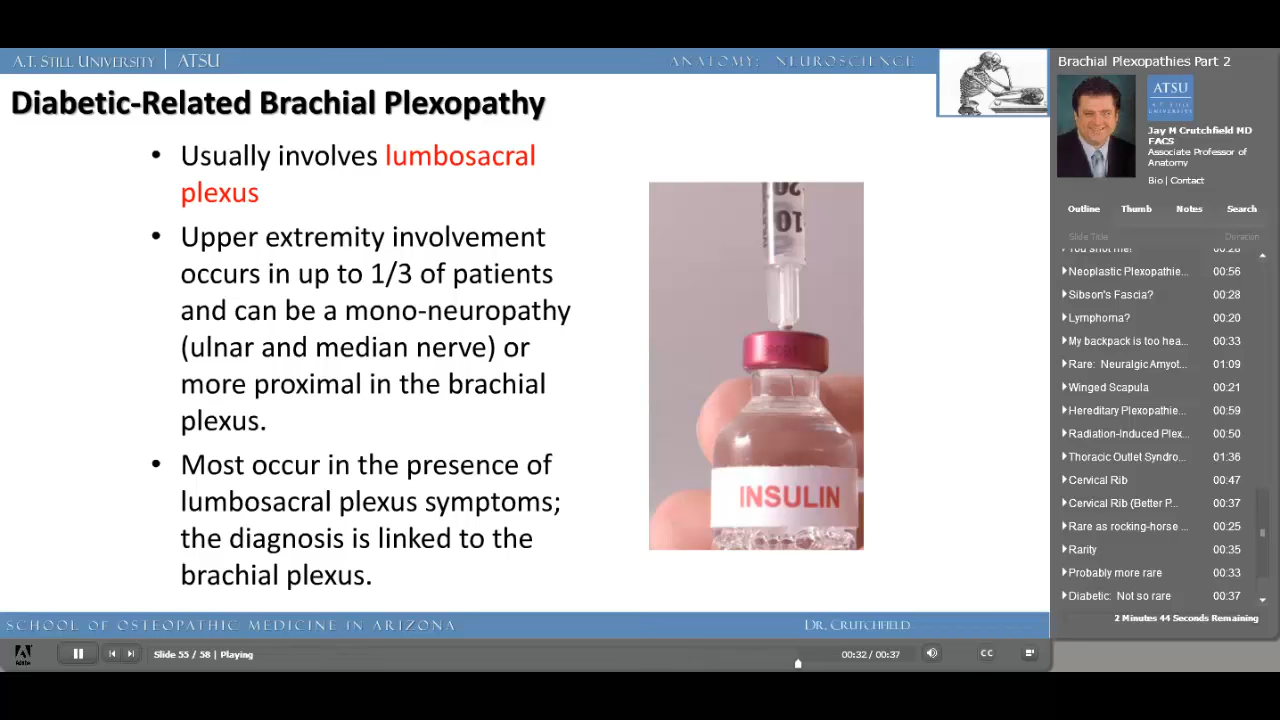 A.T. STILL UNIVERSITY | ATSU
ANATOMY: NEUROSCIENCE
Diabetic-Related Brachial Plexopathy
• Usually involves lumbosacral
plexus
• Upper extremity involvement
occurs in up to 1/3 of patients
and can be a mono-neuropathy
(ulnar and median nerve) or
more proximal in the brachial
plexus.
• Most occur in the presence of
lumbosacral plexus symptoms;
the diagnosis is linked to the
brachial plexus.
20
10
INSULIN
SCHOOL OF OSTEOPATHIC MEDICINE IN ARIZONA
DR. CRUTCHFIELD
Slide 55 / 58 | Playing
00:32 / 00:37
CC
Brachial Plexopathies Part 2
ATSU
A.T. STILL
UNIVERSITY
Jay M Crutchfield MD
FACS
Associate Professor of
Anatomy
Bio | Contact
Outline Thumb Notes Search
Slide Title Duration
You shot me! 00:28
Neoplastic Plexopathie... 00:56
Sibson's Fascia? 00:28
Lymphoma? 00:20
My backpack is too hea... 00:33
Rare: Neuralgic Amyot... 01:09
Winged Scapula 00:21
Hereditary Plexopathie... 00:59
Radiation-Induced Plex... 00:50
Thoracic Outlet Syndro... 01:36
Cervical Rib 00:47
Cervical Rib (Better P... 00:37
Rare as rocking-horse ... 00:25
Rarity 00:35
Probably more rare 00:33
Diabetic: Not so rare 00:37
2 Minutes 44 Seconds Remaining